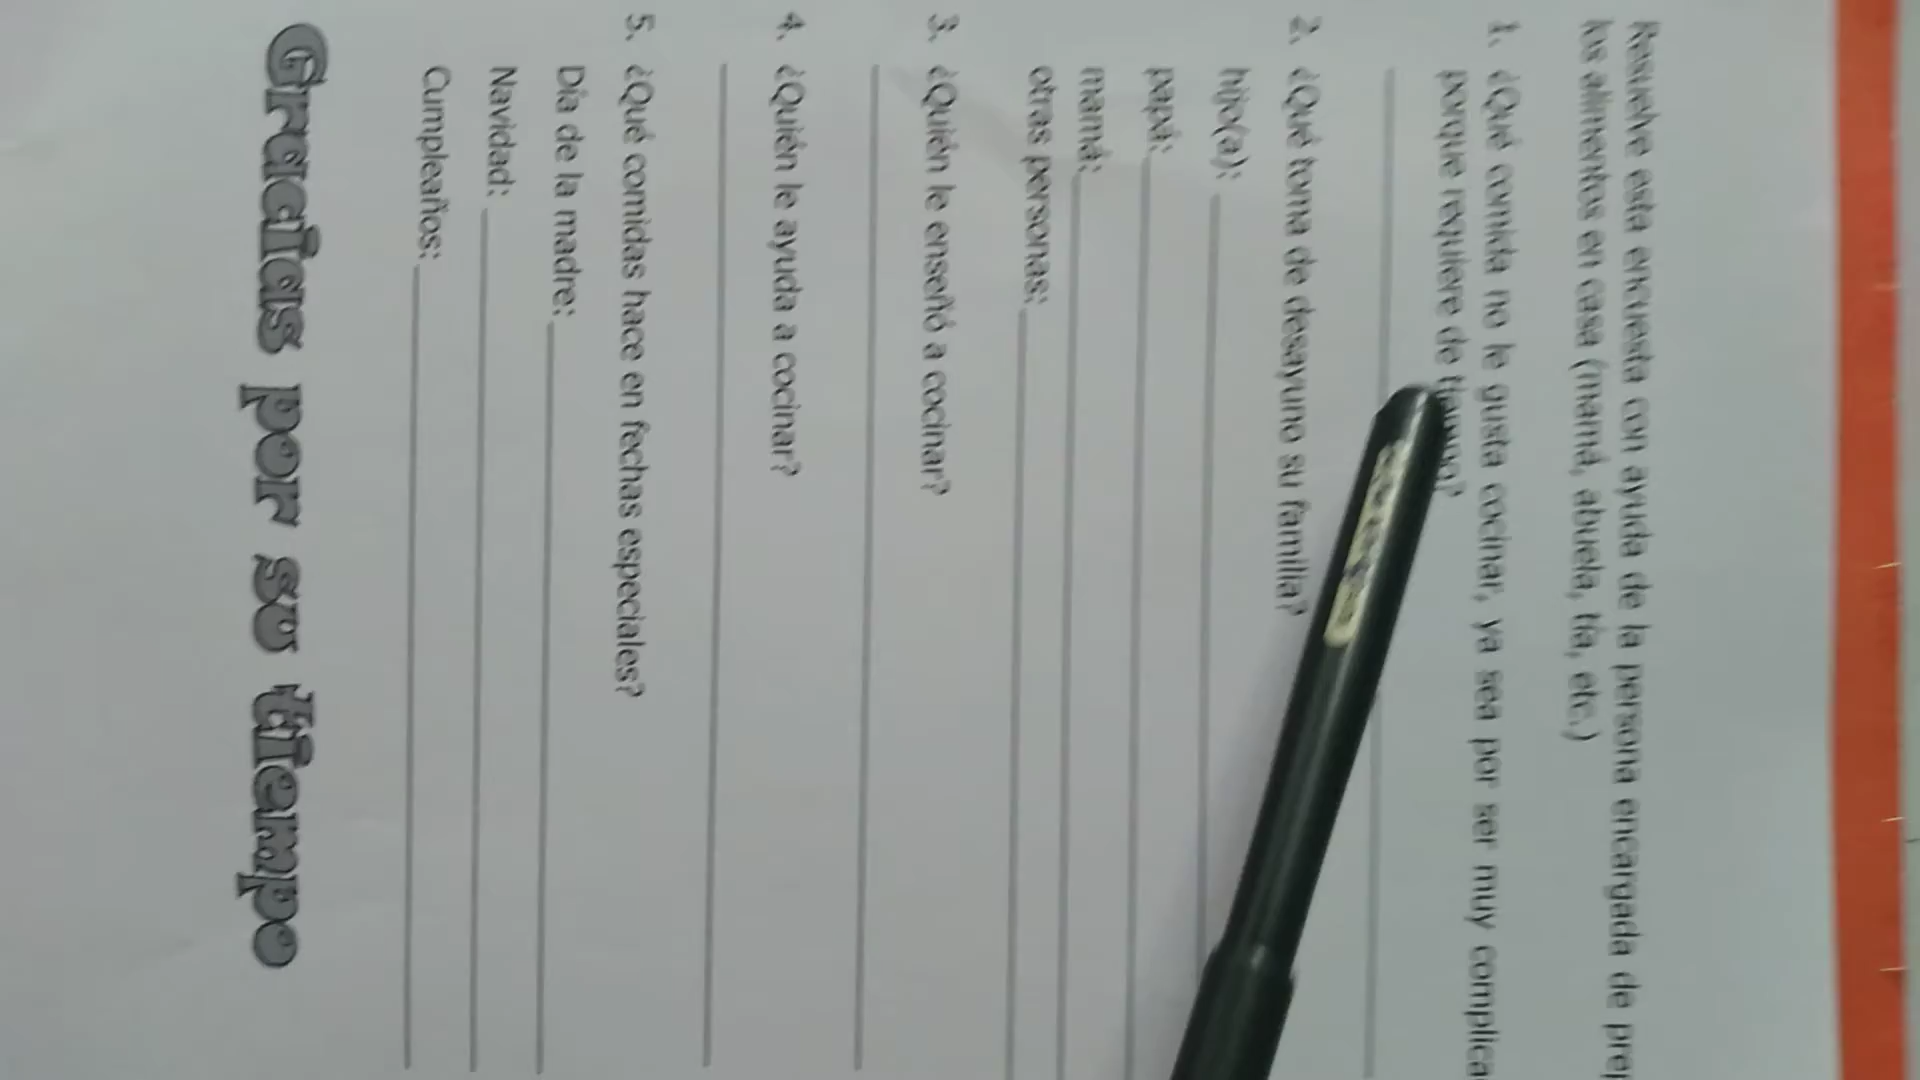 Resuelve esta encuesta con ayuda de la persona encargada de
los alimentos en casa (mamá, abuela, tía, etc.)
1. ¿Qué comida no le gusta cocinar, ya sea por ser muy
porque requiere de
2. ¿Qué toma de desayuno su familia?
hijo(a):
papá:
mamá:
otras personas:
3. ¿Quién le enseñó a cocinar?
4. ¿Quién le ayuda a cocinar?
5. ¿Qué comidas hace en fechas especiales?
Día de la madre:
Navidad:
Cumpleaños:
Gracias por su tiempo